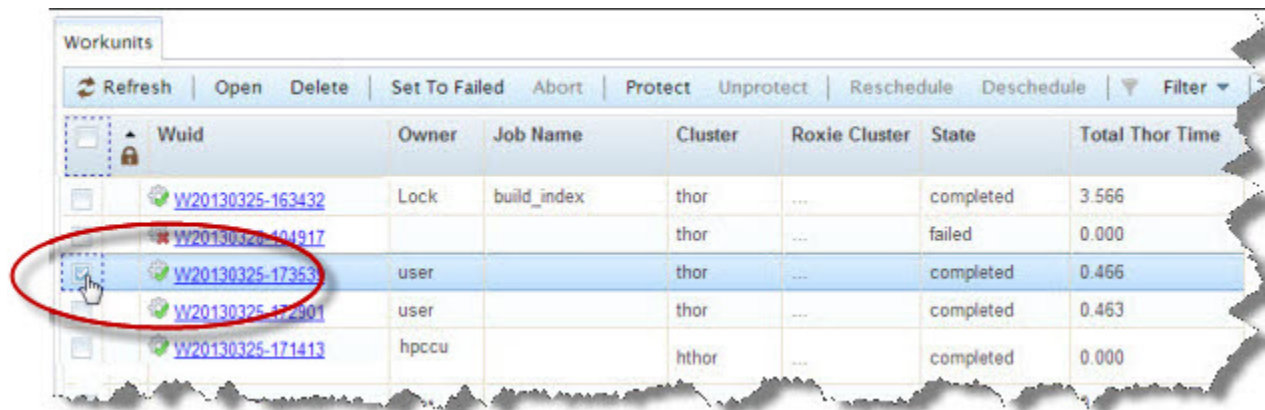 Workunits
Refresh Open Delete Set To Failed Abort Protect Unprotect Reschedule Deschedule Filter
Wuid Owner Job Name Cluster Roxie Cluster State Total Thor Time
W20130325-163432 Lock build_index thor ... completed 3.566
thor ... failed 0.000
user thor ... completed 0.466
W20130325-172901 user thor ... completed 0.463
W20130325-171413 hpccu hthor ... completed 0.000